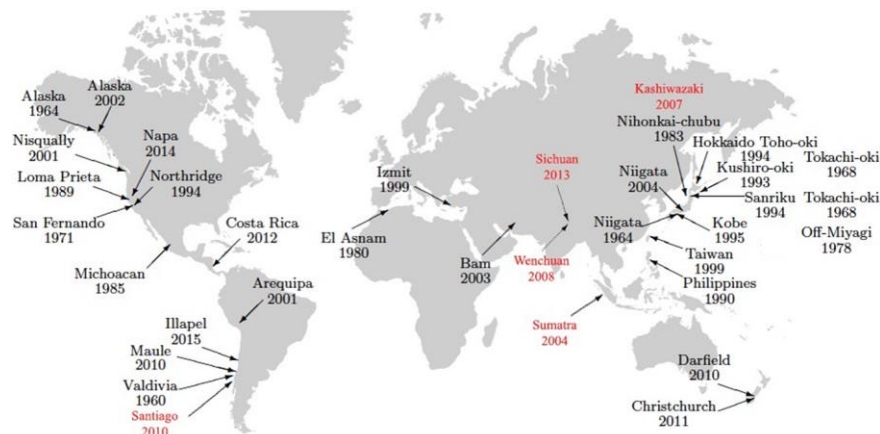 Alaska
2002
Alaska
1964
Nisqually
2001
Napa
2014
Loma Prieta
1989
Northridge
1994
San Fernando
1971
Costa Rica
2012
Michoacan
1985
Arequipa
2001
Illapel
2015
Maule
2010
Valdivia
1960
Santiago
2010
Izmit
1999
El Asnam
1980
Bam
2003
Sichuan
2013
Wenchuan
2008
Sumatra
2004
Kashiwazaki
2007
Nihonkai-chubu
1983
Hokkaido Toho-oki
1994
Tokachi-oki
1968
Kushiro-oki
1993
Niigata
2004
Sanriku
1994
Tokachi-oki
1968
Niigata
1964
Kobe
1995
Off-Miyagi
1978
Taiwan
1999
Philippines
1990
Darfield
2010
Christchurch
2011